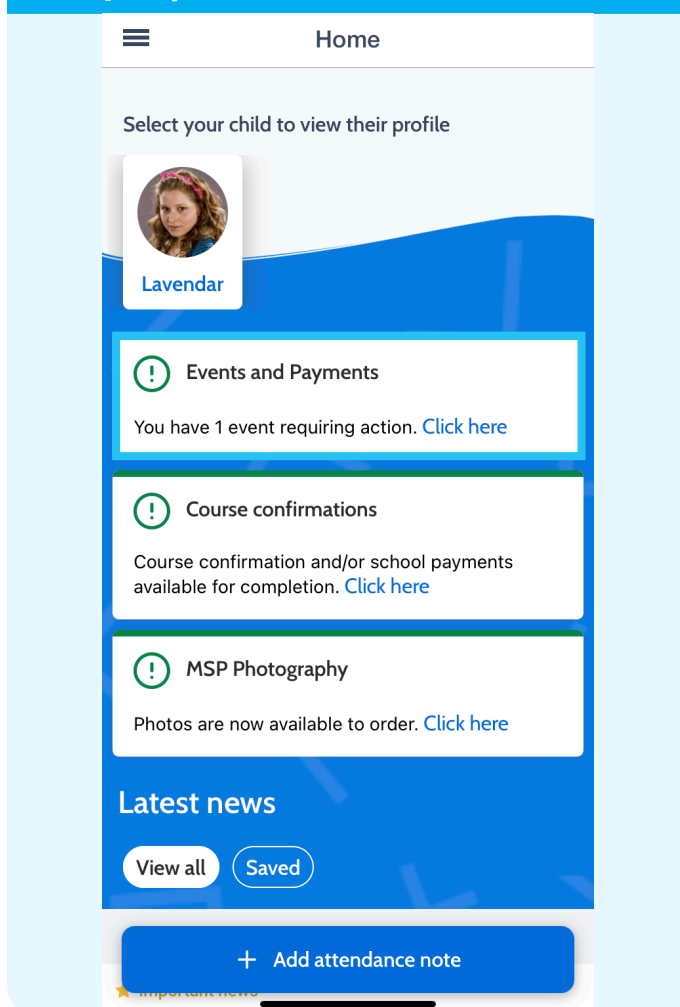 Home
Select your child to view their profile
Lavendar
Events and Payments
You have 1 event requiring action. Click here
Course confirmations
Course confirmation and/or school payments
available for completion. Click here
MSP Photography
Photos are now available to order. Click here
Latest news
View all
Saved
+ Add attendance note
Important news